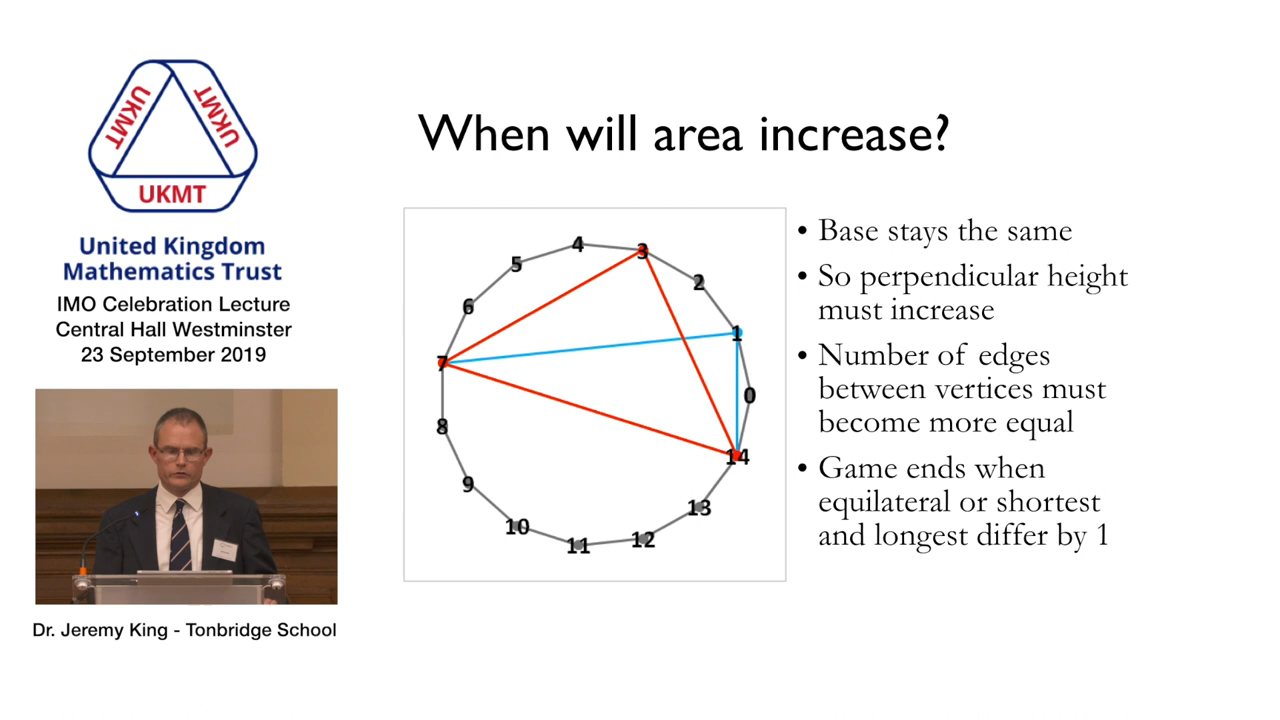 UKMT
UKMT
UKMT
United Kingdom
Mathematics Trust
IMO Celebration Lecture
Central Hall Westminster
23 September 2019
Dr. Jeremy King - Tonbridge School
When will area increase?
4
3
5
2
6
1
7
0
8
14
9
13
10
12
11
• Base stays the same
• So perpendicular height
must increase
• Number of edges
between vertices must
become more equal
• Game ends when
equilateral or shortest
and longest differ by 1